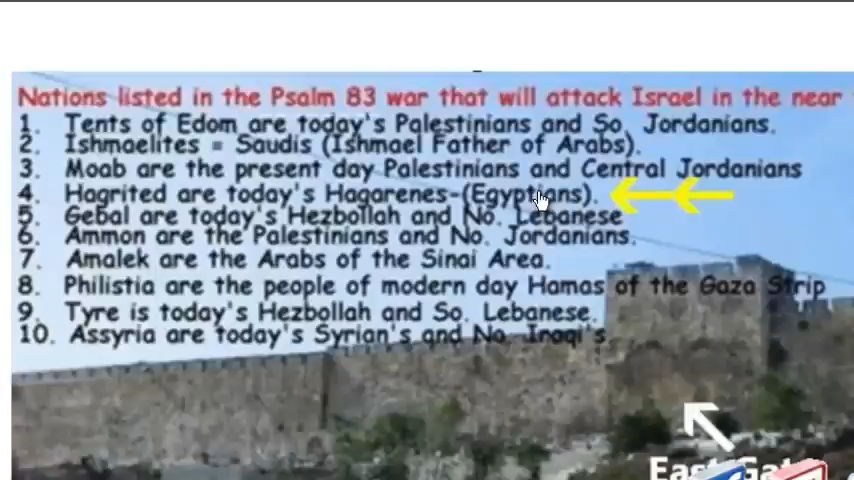 Nations listed in the Psalm 83 war that will attack Israel in the near
1. Tents of Edom are today's Palestinians and So. Jordanians.
2. Ishmaelites = Saudis (Ishmael Father of Arabs).
3. Moab are the present day Palestinians and Central Jordanians
4. Hagrited are today's Hagarenes-(Egyptians).
5. Gebal are today's Hezbollah and No. Lebanese
6. Ammon are the Palestinians and No. Jordanians.
7. Amalek are the Arabs of the Sinai Area.
8. Philistia are the people of modern day Hamas of the Gaza Strip
9. Tyre is today's Hezbollah and So. Lebanese.
10. Assyria are today's Syrian's and No. Iraqi's
East Gate